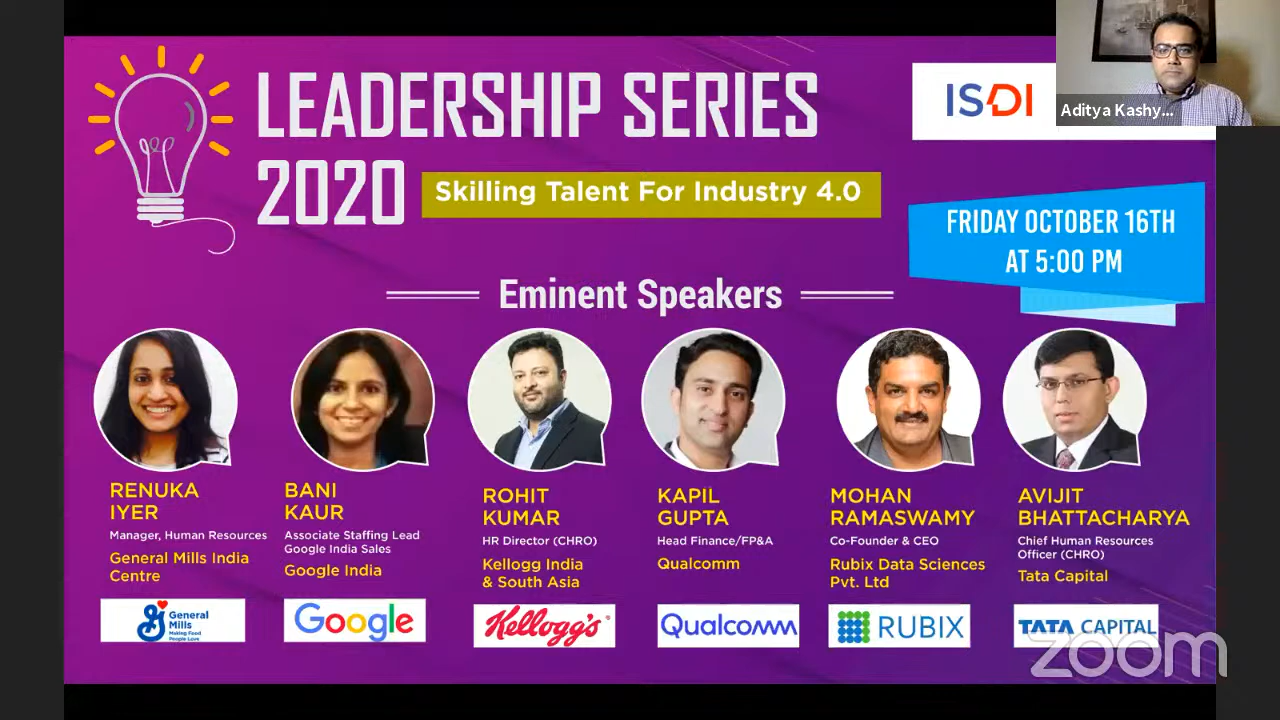 LEADERSHIP SERIES
2020
Skilling Talent For Industry 4.0
ISDI
Aditya Kashy...
FRIDAY OCTOBER 16TH
AT 5:00 PM
Eminent Speakers
RENUKA
IYER
Manager, Human Resources
General Mills India
Centre
General
Mills
Making Food
People Love
BANI
KAUR
Associate Staffing Lead
Google India Sales
Google India
Google
ROHIT
KUMAR
HR Director (CHRO)
Kellogg India
& South Asia
Kellogg's
KAPIL
GUPTA
Head Finance/FP&A
Qualcomm
Qualcomm
MOHAN
RAMASWAMY
Co-Founder & CEO
Rubix Data Sciences
Pvt. Ltd
RUBIX
AVIJIT
BHATTACHARYA
Chief Human Resources
Officer (CHRO)
Tata Capital
TATA CAPITAL
zoom